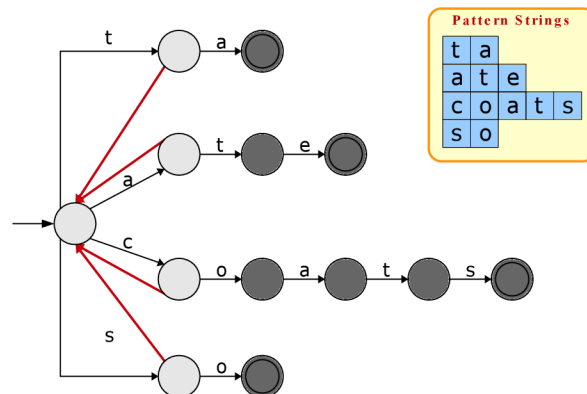 Pattern Strings
t a
a t e
c o a t s
s o
t a
a t e
c o a t s
s o